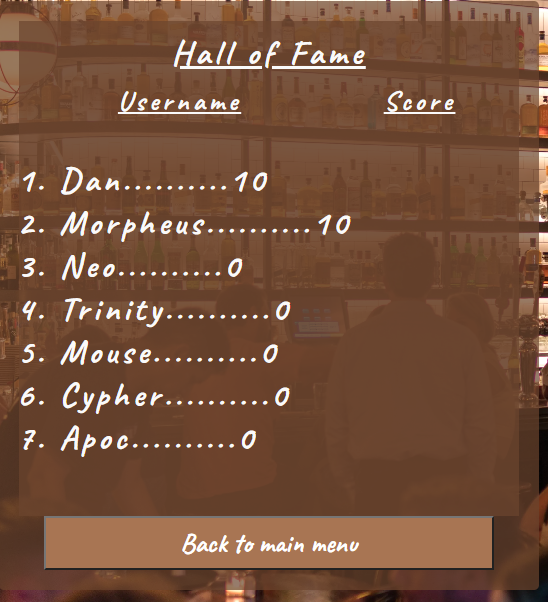 Hall of Fame
Username Score
1. Dan..........10
2. Morpheus..........10
3. Neo..........0
4. Trinity..........0
5. Mouse..........0
6. Cypher..........0
7. Apoc..........0
Back to main menu